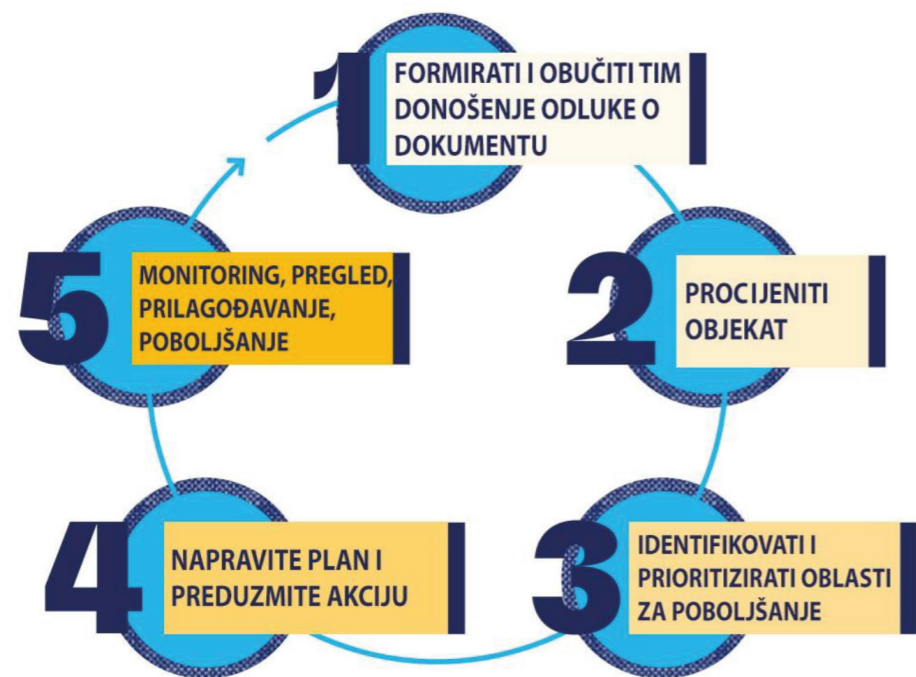 1
FORMIRATI I OBUČITI TIM
DONOŠENJE ODLUKE O
DOKUMENTU
2
PROCIJENITI
OBJEKAT
3
IDENTIFIKOVATI I
PRIORITIZIRATI OBLASTI
ZA POBOLJŠANJE
4
NAPRAVITE PLAN I
PREDUZMITE AKCIJU
5
MONITORING, PREGLED,
PRILAGOĐAVANJE,
POBOLJŠANJE